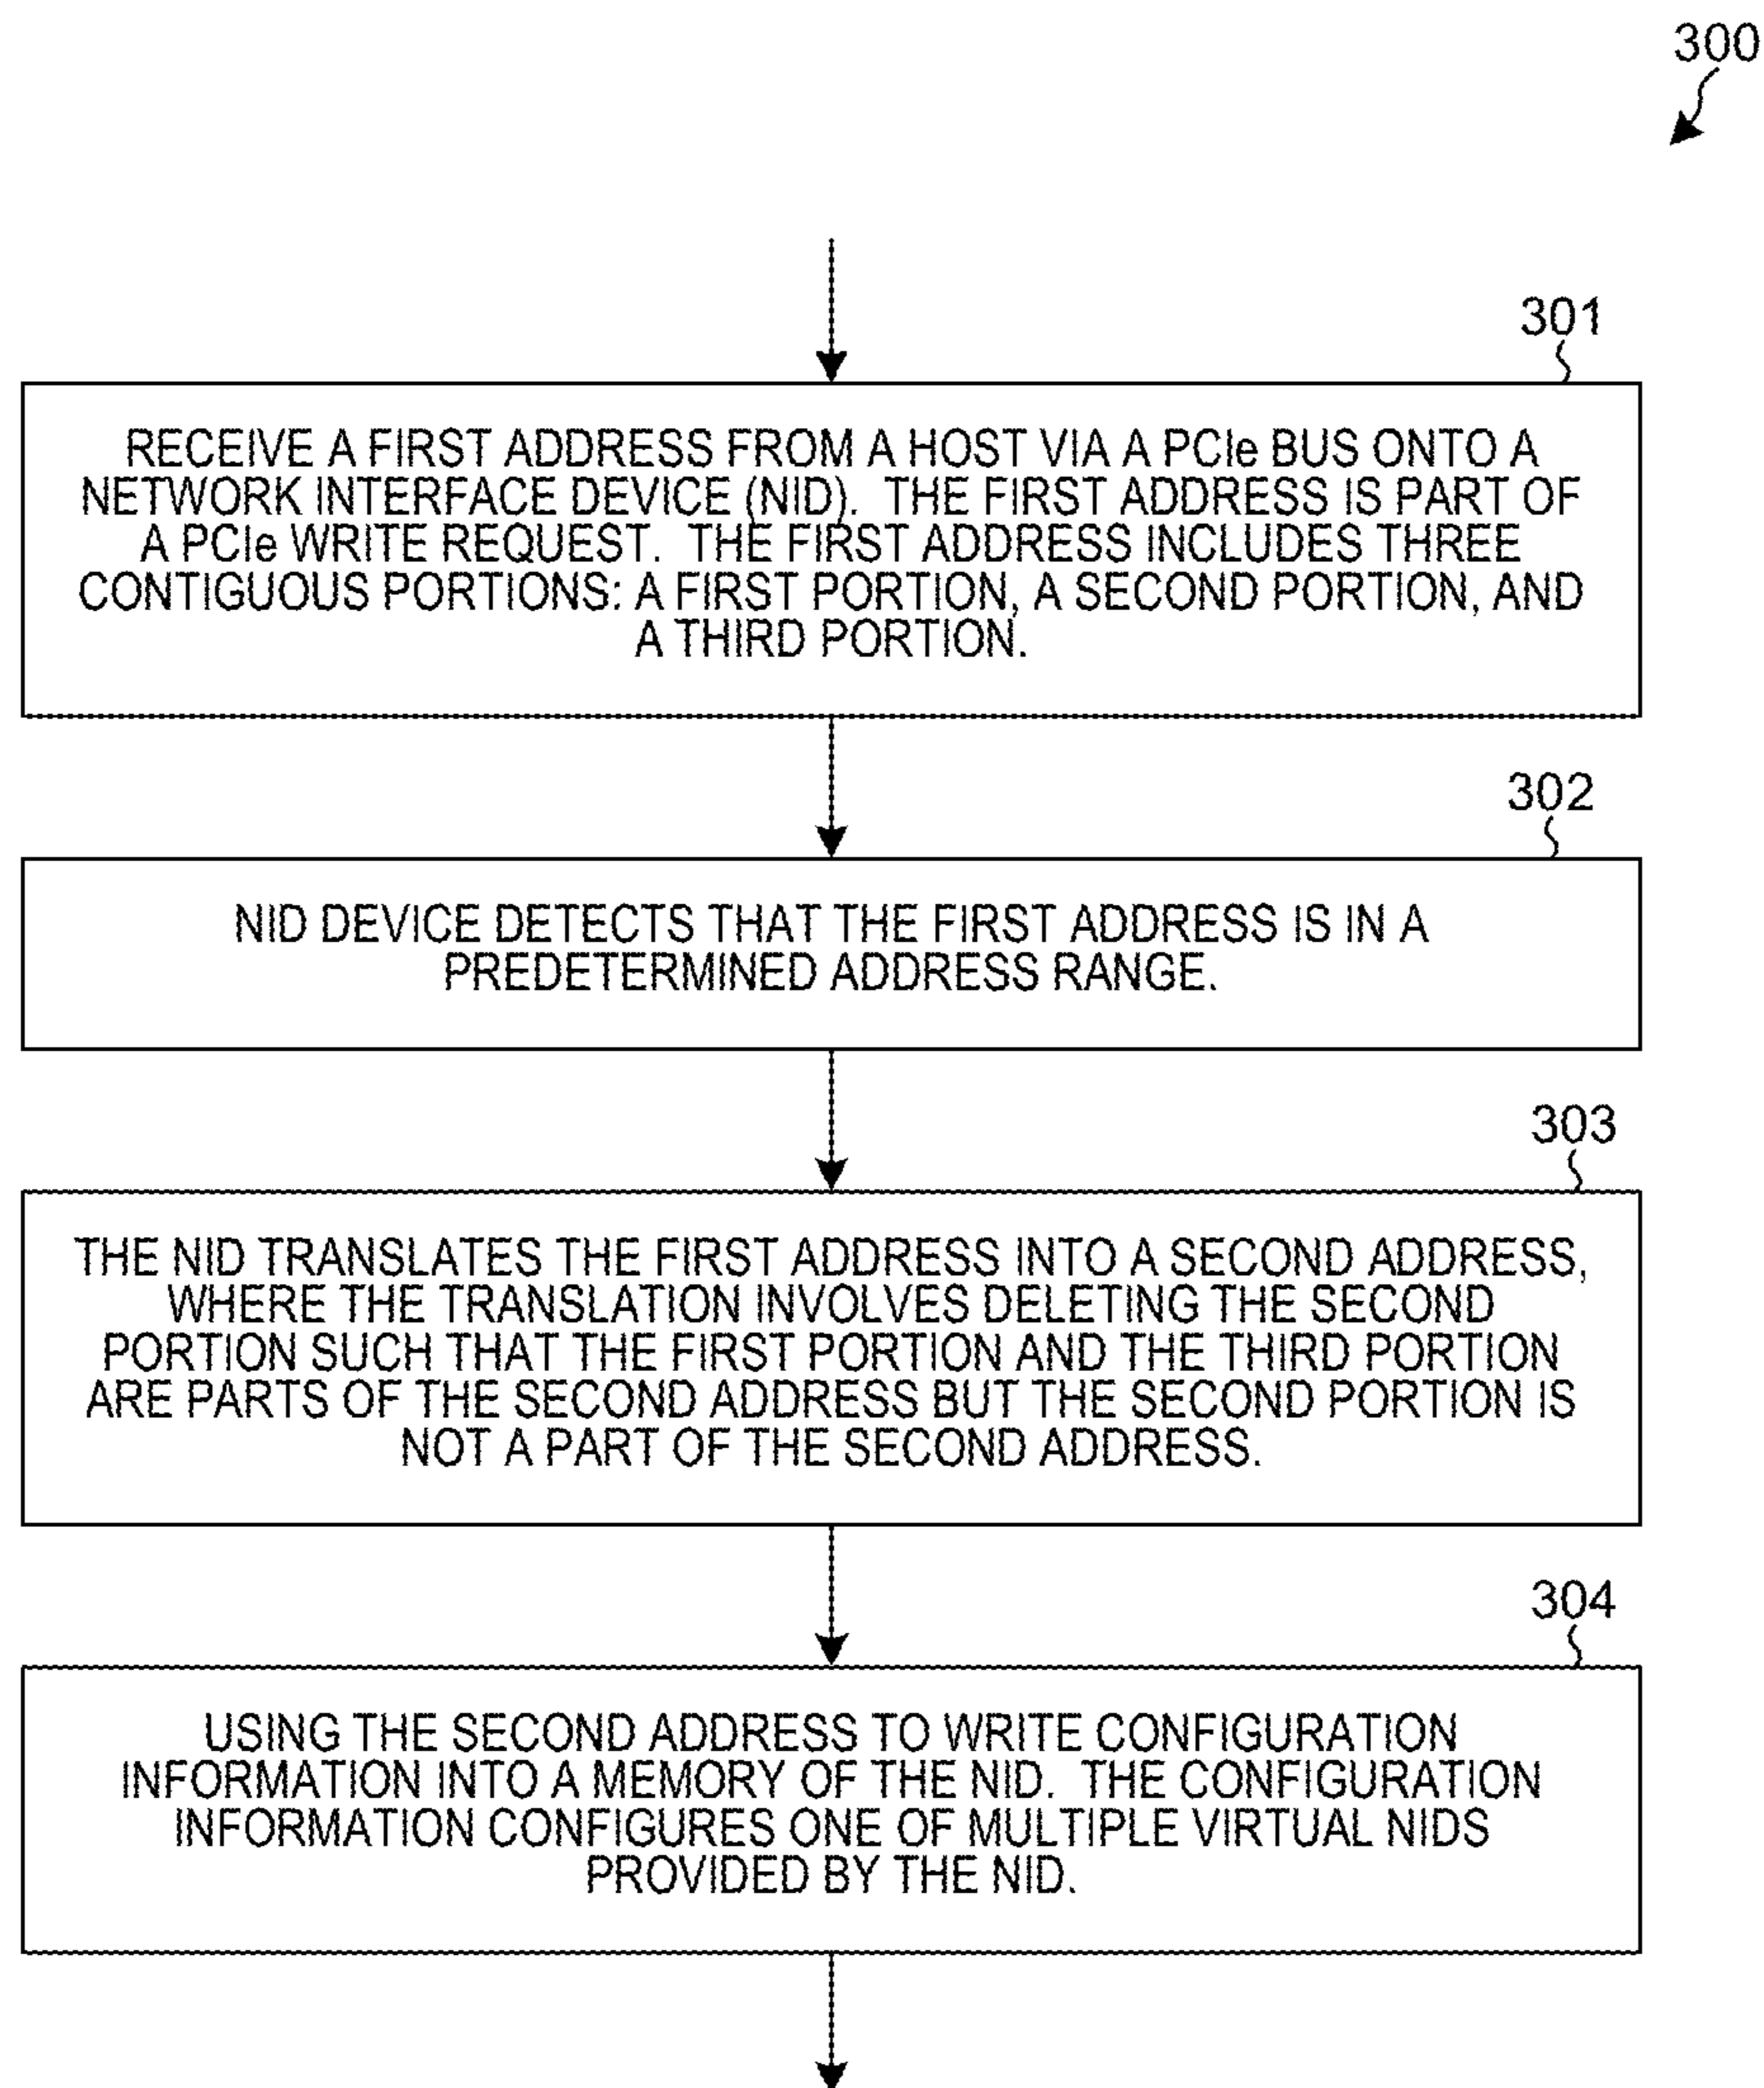 300
301
RECEIVE A FIRST ADDRESS FROM A HOST VIA A PCIe BUS ONTO A
NETWORK INTERFACE DEVICE (NID). THE FIRST ADDRESS IS PART OF
A PCIe WRITE REQUEST. THE FIRST ADDRESS INCLUDES THREE
CONTIGUOUS PORTIONS: A FIRST PORTION, A SECOND PORTION, AND
A THIRD PORTION.
302
NID DEVICE DETECTS THAT THE FIRST ADDRESS IS IN A
PREDETERMINED ADDRESS RANGE.
303
THE NID TRANSLATES THE FIRST ADDRESS INTO A SECOND ADDRESS,
WHERE THE TRANSLATION INVOLVES DELETING THE SECOND
PORTION SUCH THAT THE FIRST PORTION AND THE THIRD PORTION
ARE PARTS OF THE SECOND ADDRESS BUT THE SECOND PORTION IS
NOT A PART OF THE SECOND ADDRESS.
304
USING THE SECOND ADDRESS TO WRITE CONFIGURATION
INFORMATION INTO A MEMORY OF THE NID. THE CONFIGURATION
INFORMATION CONFIGURES ONE OF MULTIPLE VIRTUAL NIDS
PROVIDED BY THE NID.